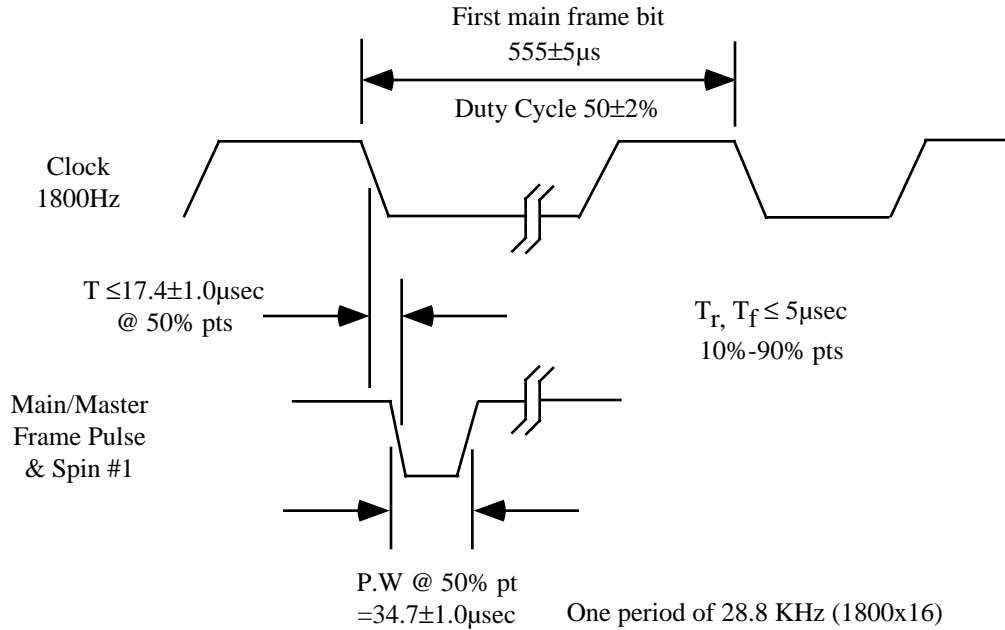 First main frame bit
555±5µs
Duty Cycle 50±2%
Clock
1800Hz
T ≤17.4±1.0µsec
@ 50% pts
Tr, Tf ≤ 5µsec
10%-90% pts
Main/Master
Frame Pulse
& Spin #1
P.W @ 50% pt
=34.7±1.0µsec
One period of 28.8 KHz (1800x16)